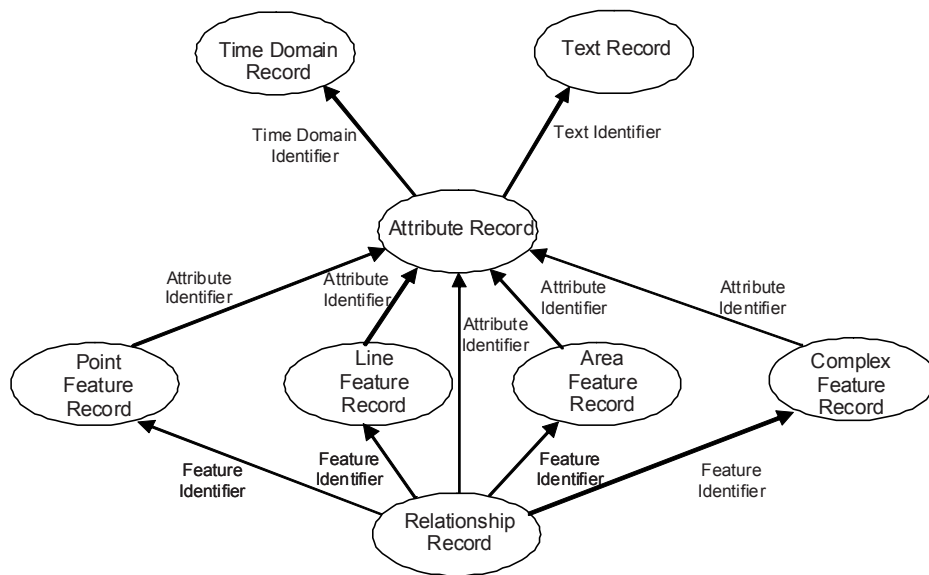 Time Domain
Record
Text Record
Time Domain
Identifier
Text Identifier
Attribute Record
Attribute
Identifier
Attribute
Identifier
Attribute
Identifier
Attribute
Identifier
Attribute
Identifier
Point
Feature
Record
Line
Feature
Record
Area
Feature
Record
Complex
Feature
Record
Feature
Identifier
Feature
Identifier
Feature
Identifier
Feature
Identifier
Relationship
Record